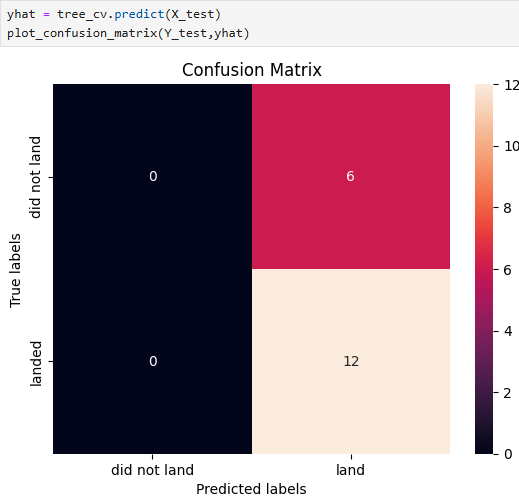 yhat = tree_cv.predict(X_test)
plot_confusion_matrix(Y_test,yhat)
Confusion Matrix
True labels
did not land
landed
0
6
0
12
did not land
land
Predicted labels
12
10
8
6
4
2
0